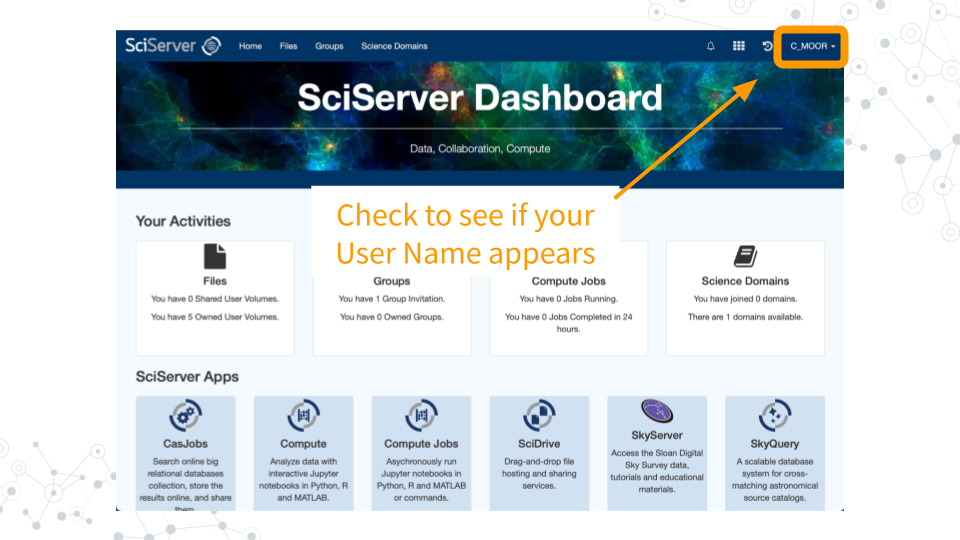 SciServer
Home Files Groups Science Domains
C_MOOR
SciServer Dashboard
Data, Collaboration, Compute
Check to see if your
User Name appears
Your Activities
Files
You have 0 Shared User Volumes.
You have 5 Owned User Volumes.
Groups
You have 1 Group Invitation.
You have 0 Owned Groups.
Compute Jobs
You have 0 Jobs Running.
You have 0 Jobs Completed in 24
hours.
Science Domains
You have joined 0 domains.
There are 1 domains available.
SciServer Apps
CasJobs
Search online big
relational databases
collection, store the
results online, and share
them.
Compute
Analyze data with
interactive Jupyter
notebooks in Python, R
and MATLAB.
Compute Jobs
Asychronously run
Jupyter notebooks in
Python, R and MATLAB
or commands.
SciDrive
Drag-and-drop file
hosting and sharing
services.
SkyServer
Access the Sloan Digital
Sky Survey data,
tutorials and educational
materials.
SkyQuery
A scalable database
system for cross-
matching astronomical
source catalogs.